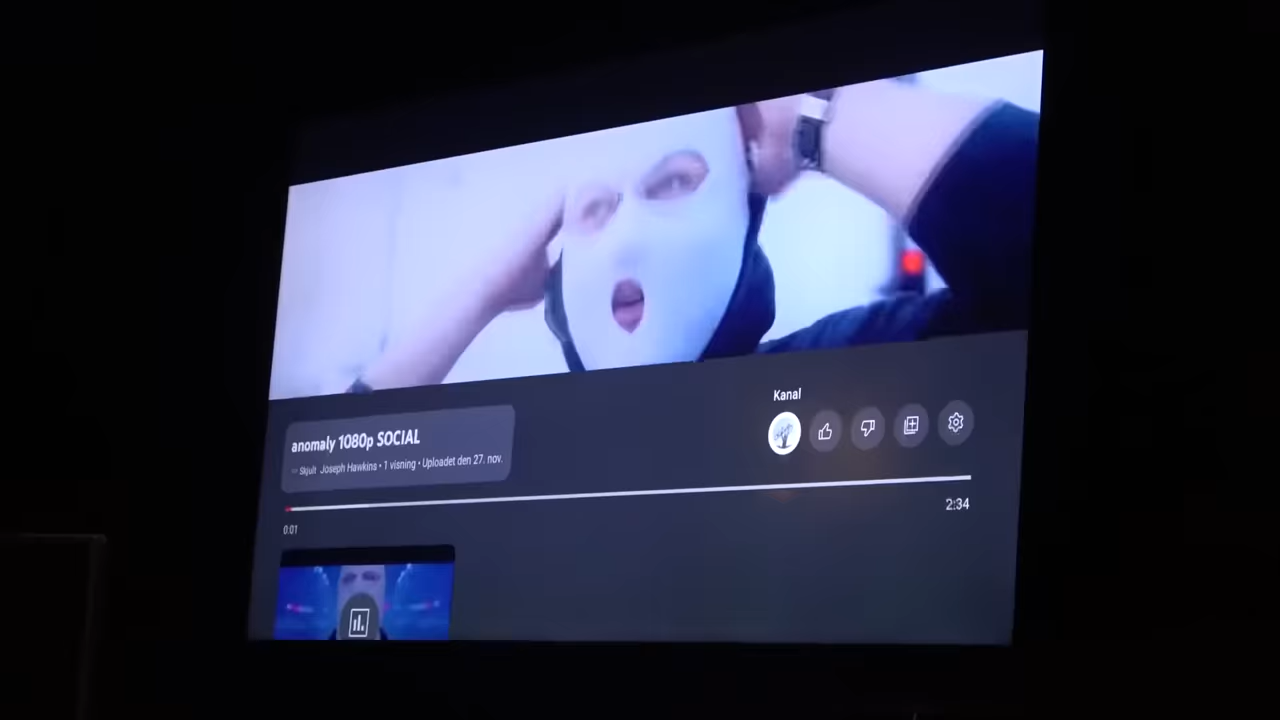 Kanal
anomaly 1080p SOCIAL
Skjult Joseph Hawkins • 1 visning • Uploadet den 27. nov.
0:01
2:34